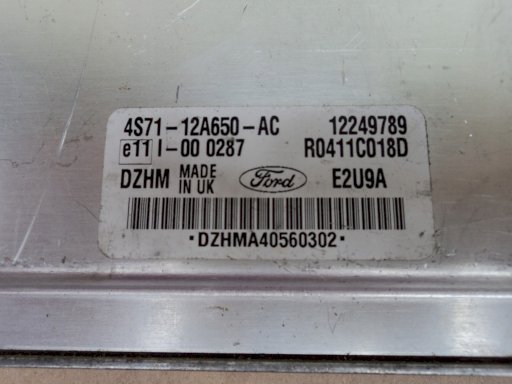 4S71-12A650-AC 12249789
e11 I-00 0287 R0411C018D
DZHM MADE IN UK Ford E2U9A
·DZHMA40560302·